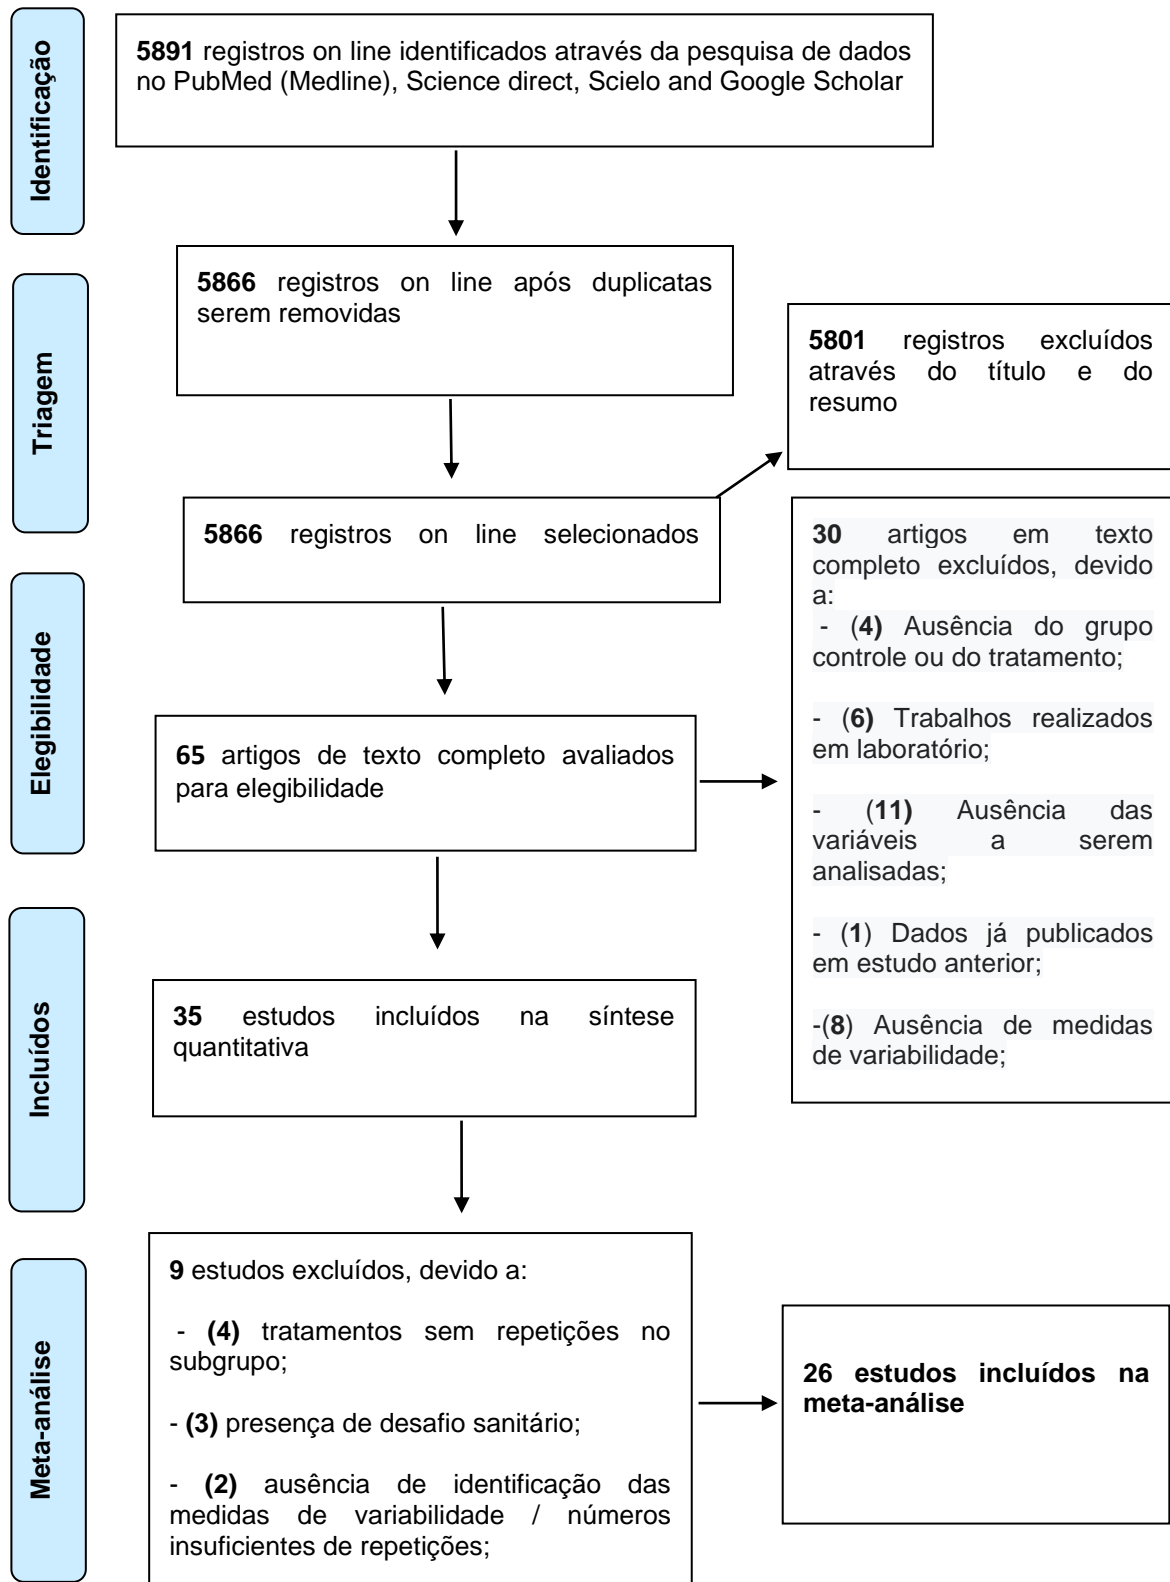 Identificação
5891 registros on line identificados através da pesquisa de dados
no PubMed (Medline), Science direct, Scielo and Google Scholar
Triagem
5866 registros on line após duplicatas
serem removidas
5801 registros excluídos
através do título e do
resumo
5866 registros on line selecionados
Elegibilidade
65 artigos de texto completo avaliados
para elegibilidade
30 artigos em texto
completo excluídos, devido
a:
- (4) Ausência do grupo
controle ou do tratamento;
- (6) Trabalhos realizados
em laboratório;
- (11) Ausência das
variáveis a serem
analisadas;
- (1) Dados já publicados
em estudo anterior;
-(8) Ausência de medidas
de variabilidade;
Incluídos
35 estudos incluídos na síntese
quantitativa
Meta-análise
9 estudos excluídos, devido a:
- (4) tratamentos sem repetições no
subgrupo;
- (3) presença de desafio sanitário;
- (2) ausência de identificação das
medidas de variabilidade / números
insuficientes de repetições;
26 estudos incluídos na
meta-análise